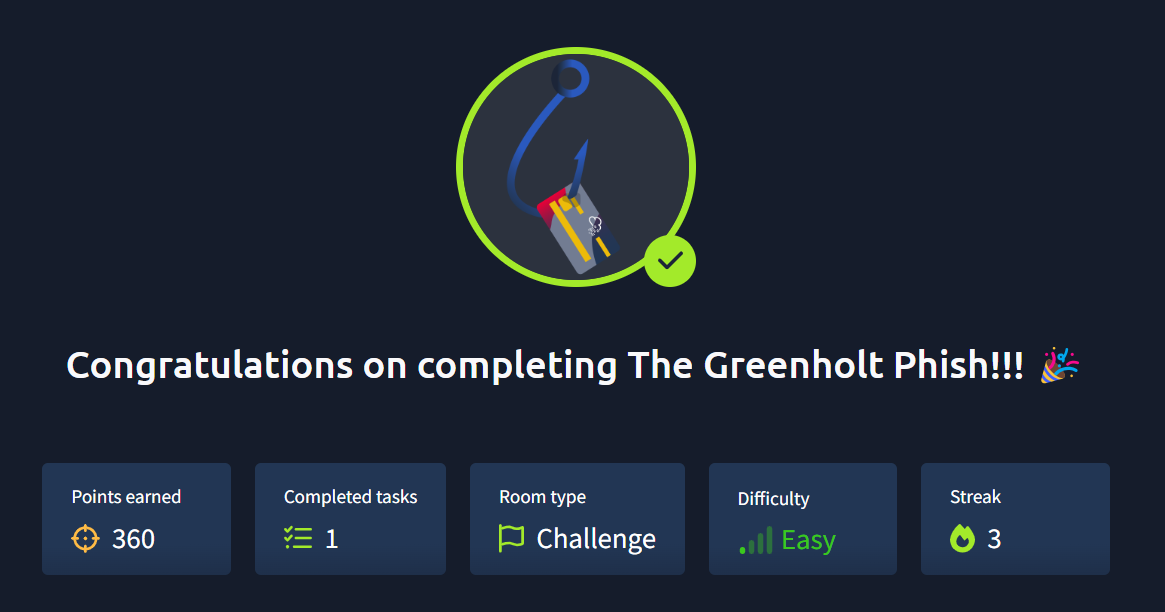 Congratulations on completing The Greenholt Phish!!! 🎉
Points earned
360
Completed tasks
1
Room type
Challenge
Difficulty
Easy
Streak
3